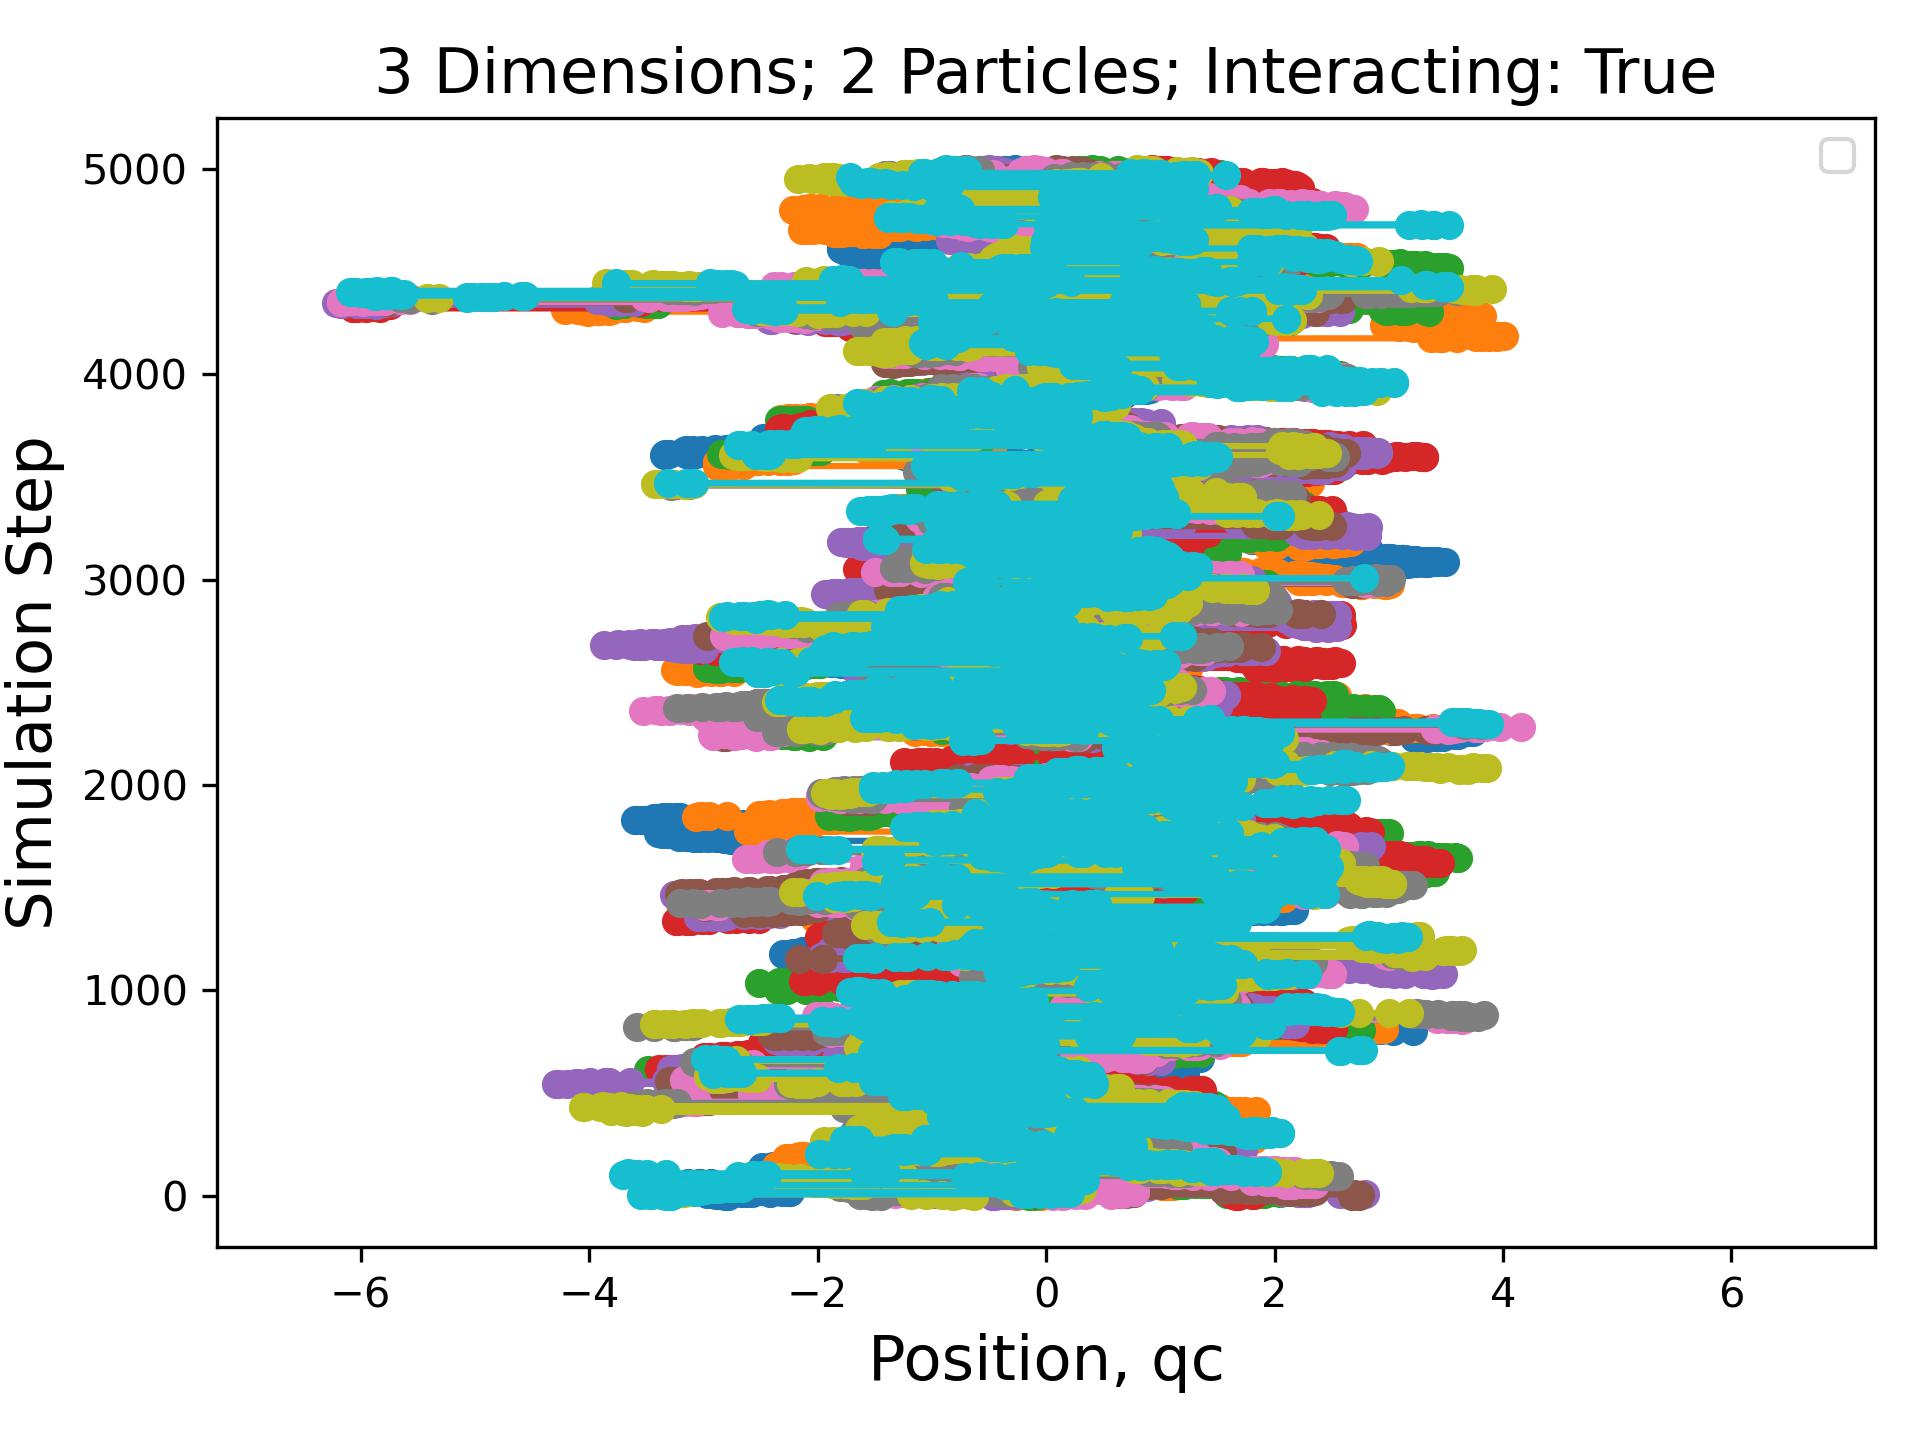 3 Dimensions; 2 Particles; Interacting: True
Simulation Step
5000
4000
3000
2000
1000
0
−6 −4 −2 0 2 4 6
Position, qc